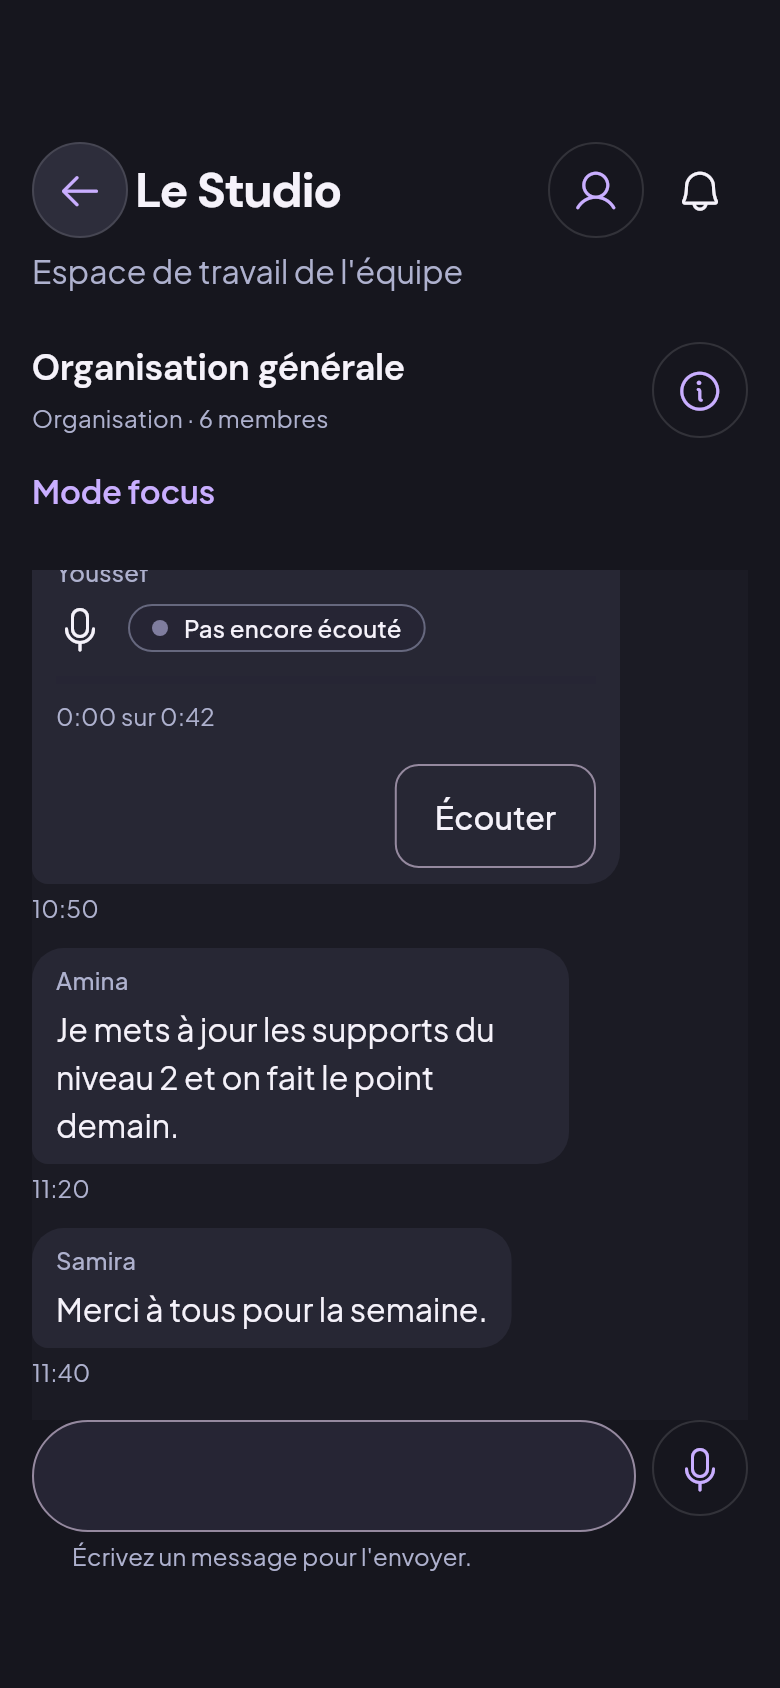 Le Studio
Espace de travail de l'équipe
Organisation générale
Organisation · 6 membres
Mode focus
Youssef
Pas encore écouté
0:00 sur 0:42
Écouter
10:50
Amina
Je mets à jour les supports du
niveau 2 et on fait le point
demain.
11:20
Samira
Merci à tous pour la semaine.
11:40
Écrivez un message pour l'envoyer.